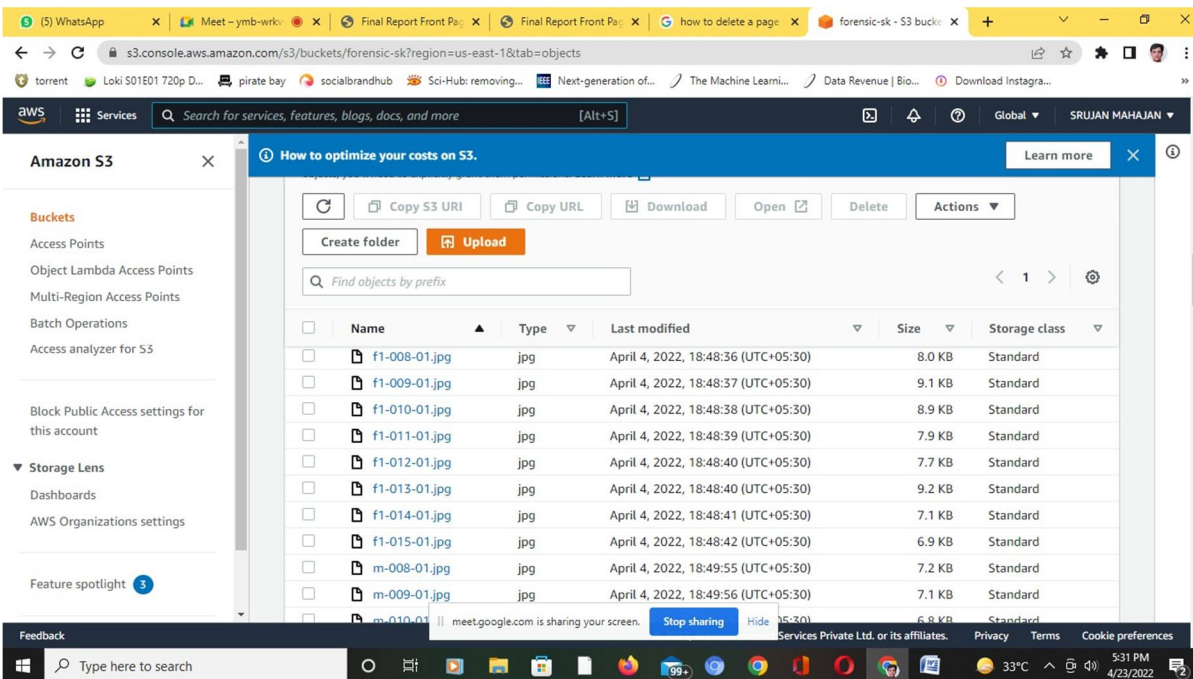 (5) WhatsApp
Meet – ymb-wrkv
Final Report Front Pag
Final Report Front Pag
how to delete a page
forensic-sk - S3 bucke
s3.console.aws.amazon.com/s3/buckets/forensic-sk?region=us-east-1&tab=objects
torrent
Loki S01E01 720p D...
pirate bay
socialbrandhub
Sci-Hub: removing...
IEEE
Next-generation of...
The Machine Learni...
Data Revenue | Bio...
Download Instagra...
aws
Services
Search for services, features, blogs, docs, and more
[Alt+S]
Global
SRUJAN MAHAJAN
Amazon S3
Buckets
Access Points
Object Lambda Access Points
Multi-Region Access Points
Batch Operations
Access analyzer for S3
Block Public Access settings for
this account
Storage Lens
Dashboards
AWS Organizations settings
Feature spotlight 3
How to optimize your costs on S3.
Learn more
Copy S3 URI
Copy URL
Download
Open
Delete
Actions
Create folder
Upload
Find objects by prefix
1
Name Type Last modified Size Storage class
f1-008-01.jpg jpg April 4, 2022, 18:48:36 (UTC+05:30) 8.0 KB Standard
f1-009-01.jpg jpg April 4, 2022, 18:48:37 (UTC+05:30) 9.1 KB Standard
f1-010-01.jpg jpg April 4, 2022, 18:48:38 (UTC+05:30) 8.9 KB Standard
f1-011-01.jpg jpg April 4, 2022, 18:48:39 (UTC+05:30) 7.9 KB Standard
f1-012-01.jpg jpg April 4, 2022, 18:48:40 (UTC+05:30) 7.7 KB Standard
f1-013-01.jpg jpg April 4, 2022, 18:48:40 (UTC+05:30) 9.2 KB Standard
f1-014-01.jpg jpg April 4, 2022, 18:48:41 (UTC+05:30) 7.1 KB Standard
f1-015-01.jpg jpg April 4, 2022, 18:48:42 (UTC+05:30) 6.9 KB Standard
m-008-01.jpg jpg April 4, 2022, 18:49:55 (UTC+05:30) 7.2 KB Standard
m-009-01.jpg jpg April 4, 2022, 18:49:56 (UTC+05:30) 7.1 KB Standard
m-010-01 05:30) 6.8 KB Standard
meet.google.com is sharing your screen.
Stop sharing
Hide
Feedback
Services Private Ltd. or its affiliates.
Privacy
Terms
Cookie preferences
Type here to search
99+
33°C
5:31 PM
4/23/2022
2